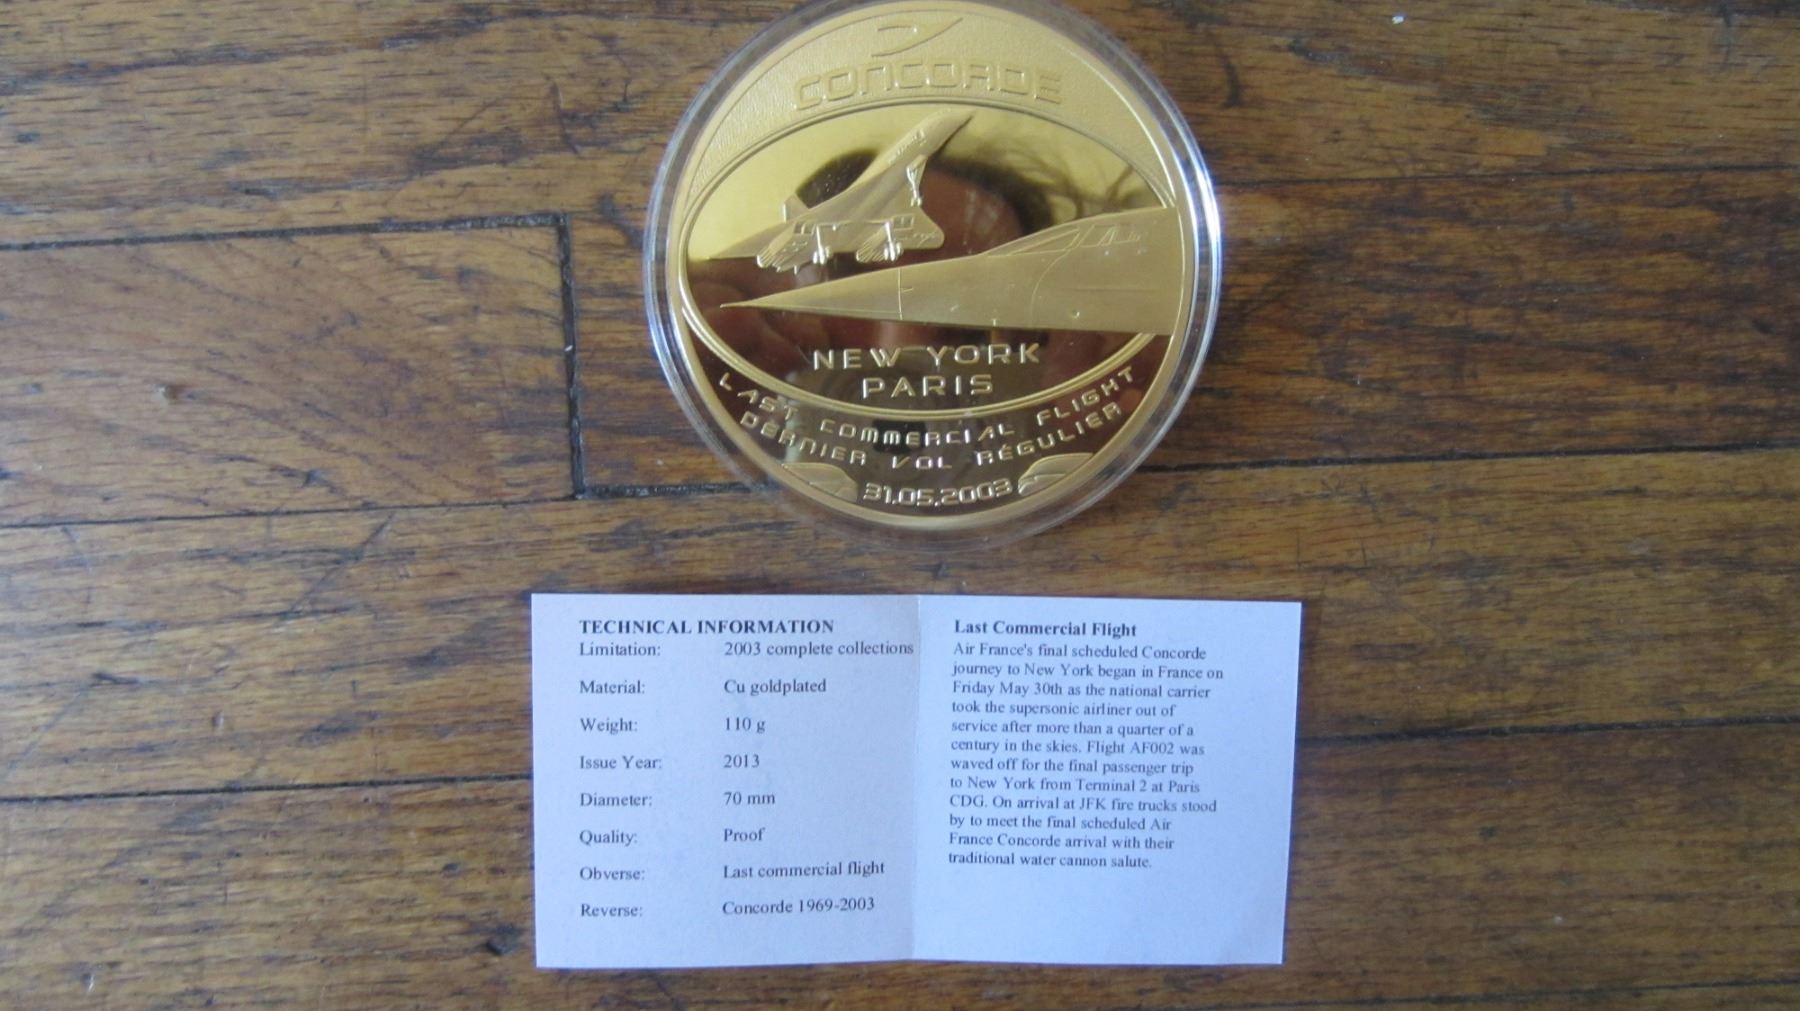 CONCORDE
NEW YORK
PARIS
LAST COMMERCIAL FLIGHT
DERNIER VOL RÉGULIER
31.05.2003
TECHNICAL INFORMATION
Limitation: 2003 complete collections
Material: Cu goldplated
Weight: 110 g
Issue Year: 2013
Diameter: 70 mm
Quality: Proof
Obverse: Last commercial flight
Reverse: Concorde 1969-2003
Last Commercial Flight
Air France's final scheduled Concorde
journey to New York began in France on
Friday May 30th as the national carrier
took the supersonic airliner out of
service after more than a quarter of a
century in the skies. Flight AF002 was
waved off for the final passenger trip
to New York from Terminal 2 at Paris
CDG. On arrival at JFK fire trucks stood
by to meet the final scheduled Air
France Concorde arrival with their
traditional water cannon salute.